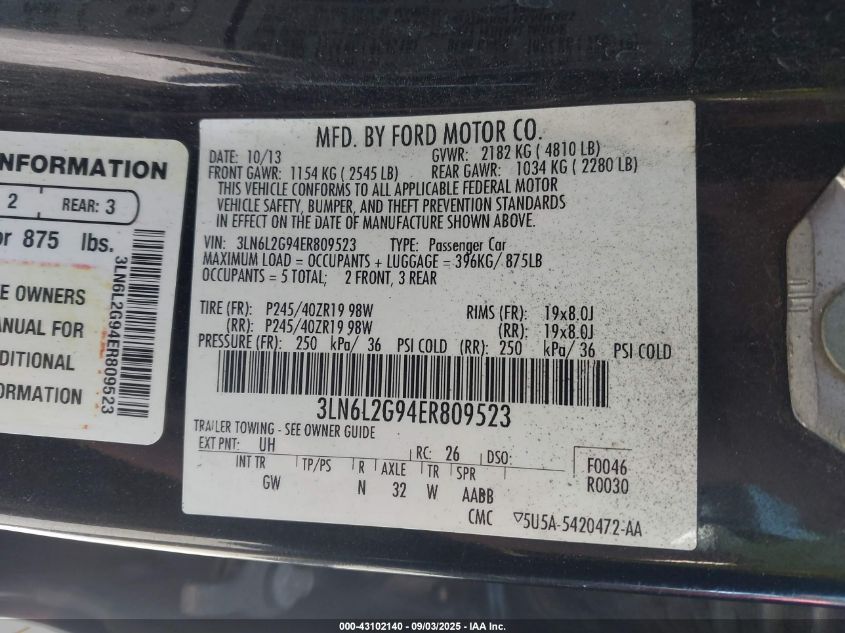 MFD. BY FORD MOTOR CO.
DATE: 10/13 GVWR: 2182 KG ( 4810 LB)
FRONT GAWR: 1154 KG ( 2545 LB) REAR GAWR: 1034 KG ( 2280 LB)
THIS VEHICLE CONFORMS TO ALL APPLICABLE FEDERAL MOTOR
VEHICLE SAFETY, BUMPER, AND THEFT PREVENTION STANDARDS
IN EFFECT ON THE DATE OF MANUFACTURE SHOWN ABOVE.
VIN: 3LN6L2G94ER809523 TYPE: Passenger Car
MAXIMUM LOAD = OCCUPANTS + LUGGAGE = 396KG/ 875LB
OCCUPANTS = 5 TOTAL; 2 FRONT, 3 REAR
TIRE (FR): P245/40ZR19 98W RIMS (FR): 19x8.0J
(RR): P245/40ZR19 98W (RR): 19x8.0J
PRESSURE (FR): 250 kPa/ 36 PSI COLD (RR): 250 kPa/ 36 PSI COLD
3LN6L2G94ER809523
TRAILER TOWING - SEE OWNER GUIDE
EXT PNT: UH RC: 26 DSO:
INT TR TP/PS R AXLE TR SPR
GW N 32 W AABB
F0046
R0030
CMC ▽5U5A-5420472-AA
INFORMATION
2 REAR: 3
or 875 lbs.
E OWNERS
ANUAL FOR
DITIONAL
ORMATION
3LN6L2G94ER809523
000-43102140 - 09/03/2025 - IAA Inc.